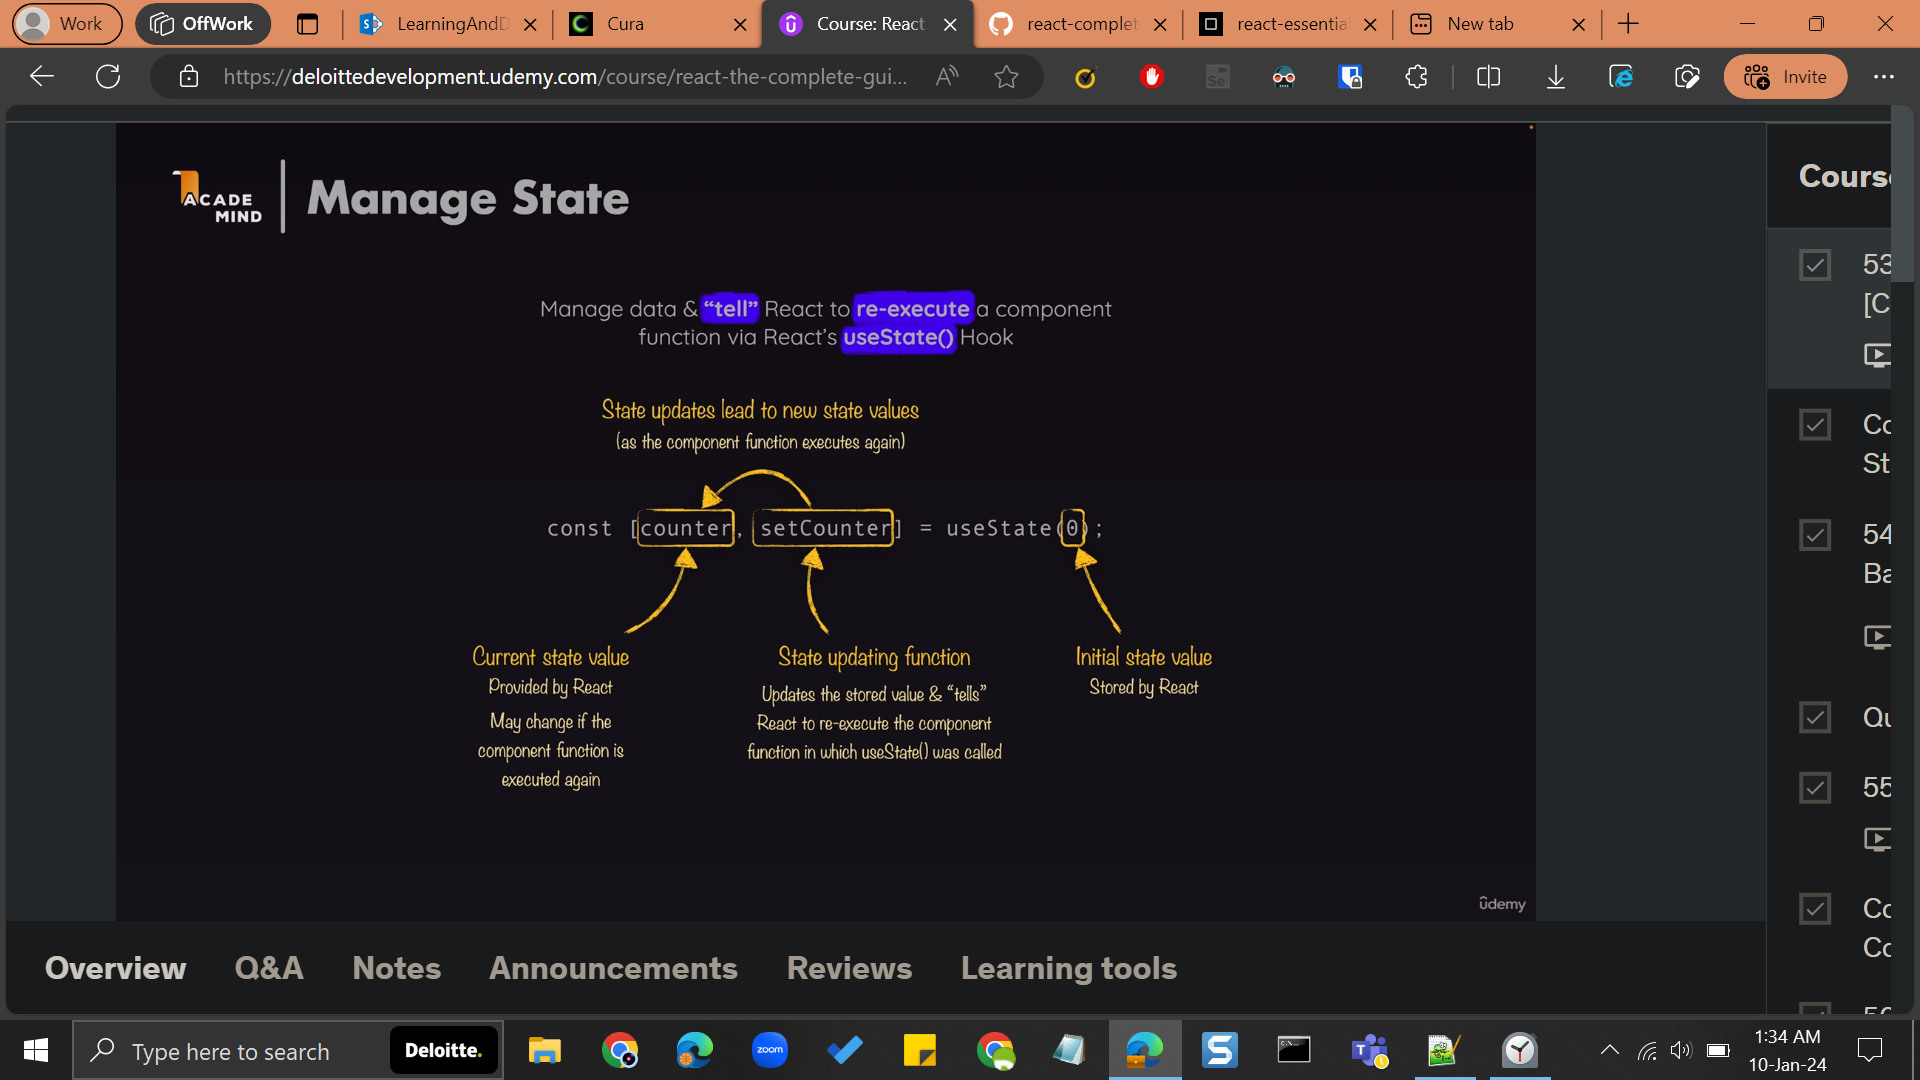 Work
OffWork
LearningAndD
Cura
Course: React
react-complet
react-essentia
New tab
https://deloittedevelopment.udemy.com/course/react-the-complete-gui...
A
Se
Invite
ACADE
MIND
Manage State
Manage data & “tell” React to re-execute a component
function via React’s useState() Hook
State updates lead to new state values
(as the component function executes again)
const [counter, setCounter] = useState(0);
Current state value
Provided by React
May change if the
component function is
executed again
State updating function
Updates the stored value & “tells”
React to re-execute the component
function in which useState() was called
Initial state value
Stored by React
ûdemy
Cours
53
[C
Co
St
54
Ba
Qu
55
Co
Co
Overview
Q&A
Notes
Announcements
Reviews
Learning tools
Type here to search
Deloitte.
zoom
1:34 AM
10-Jan-24